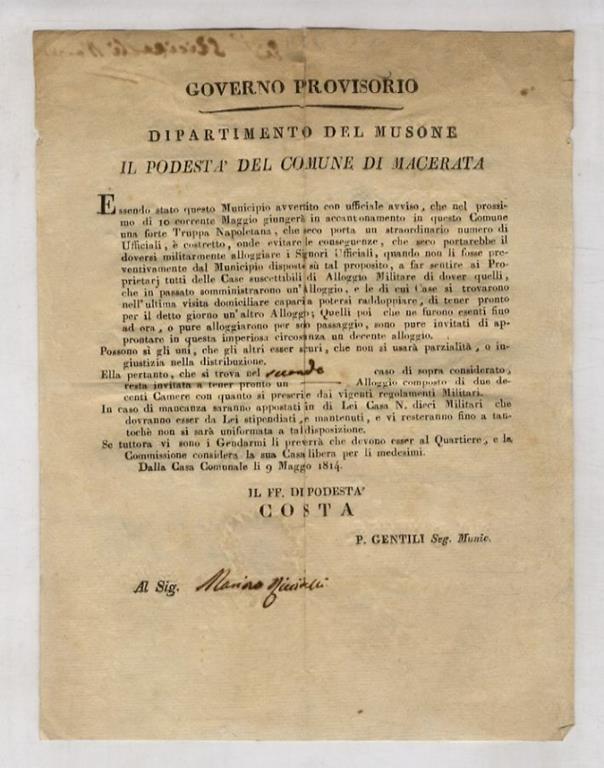 GOVERNO PROVISORIO
DIPARTIMENTO DEL MUSONE
IL PODESTA' DEL COMUNE DI MACERATA
Essendo stato questo Municipio avvertito con ufficiale avviso, che nel prossi-
mo dì 10 corrente Maggio giungerà in accantonamento in questo Comune
una forte Truppa Napoletana, che seco porta un straordinario numero di
Ufficiali, è costretto, onde evitare le conseguenze, che seco portarebbe il
doversi militarmente alloggiare i Signori Ufficiali, quando non li fosse pre-
ventivamente dal Municipio disposto sù tal proposito, a far sentire ai Pro-
prietarj tutti delle Case suscettibili di Alloggio Militare di dover quelli,
che in passato somministrarono un'Alloggio, e le di cui Case si trovarono
nell'ultima visita domiciliare capaci a potersi raddoppiare, di tener pronto
per il detto giorno un'altro Alloggio; Quelli poi che ne furono esenti fino
ad ora, o pure alloggiarono per solo passaggio, sono pure invitati di ap-
prontare in questa imperiosa circostanza un decente alloggio.
Possono sì gli uni, che gli altri esser sicuri, che non si usarà parzialità, o in-
giustizia nella distribuzione.
Ella pertanto, che si trova nel secondo caso di sopra considerato,
resta invitata a tener pronto un Alloggio composto di due de-
centi Camere con quanto si prescrive dai vigenti regolamenti Militari.
In caso di mancanza saranno appostati in di Lei Casa N. dieci Militari che
dovranno esser da Lei stipendiati, e mantenuti, e vi resteranno fino a tan-
tochè non si sarà uniformata a tal disposizione.
Se tuttora vi sono i Gendarmi li preverrà che devono esser al Quartiere, e la
Commissione considera la sua Casa libera per li medesimi.
Dalla Casa Comunale li 9 Maggo 1814.
IL FF. DI PODESTA'
COSTA
P. GENTILI Seg. Munic.
Al Sig.